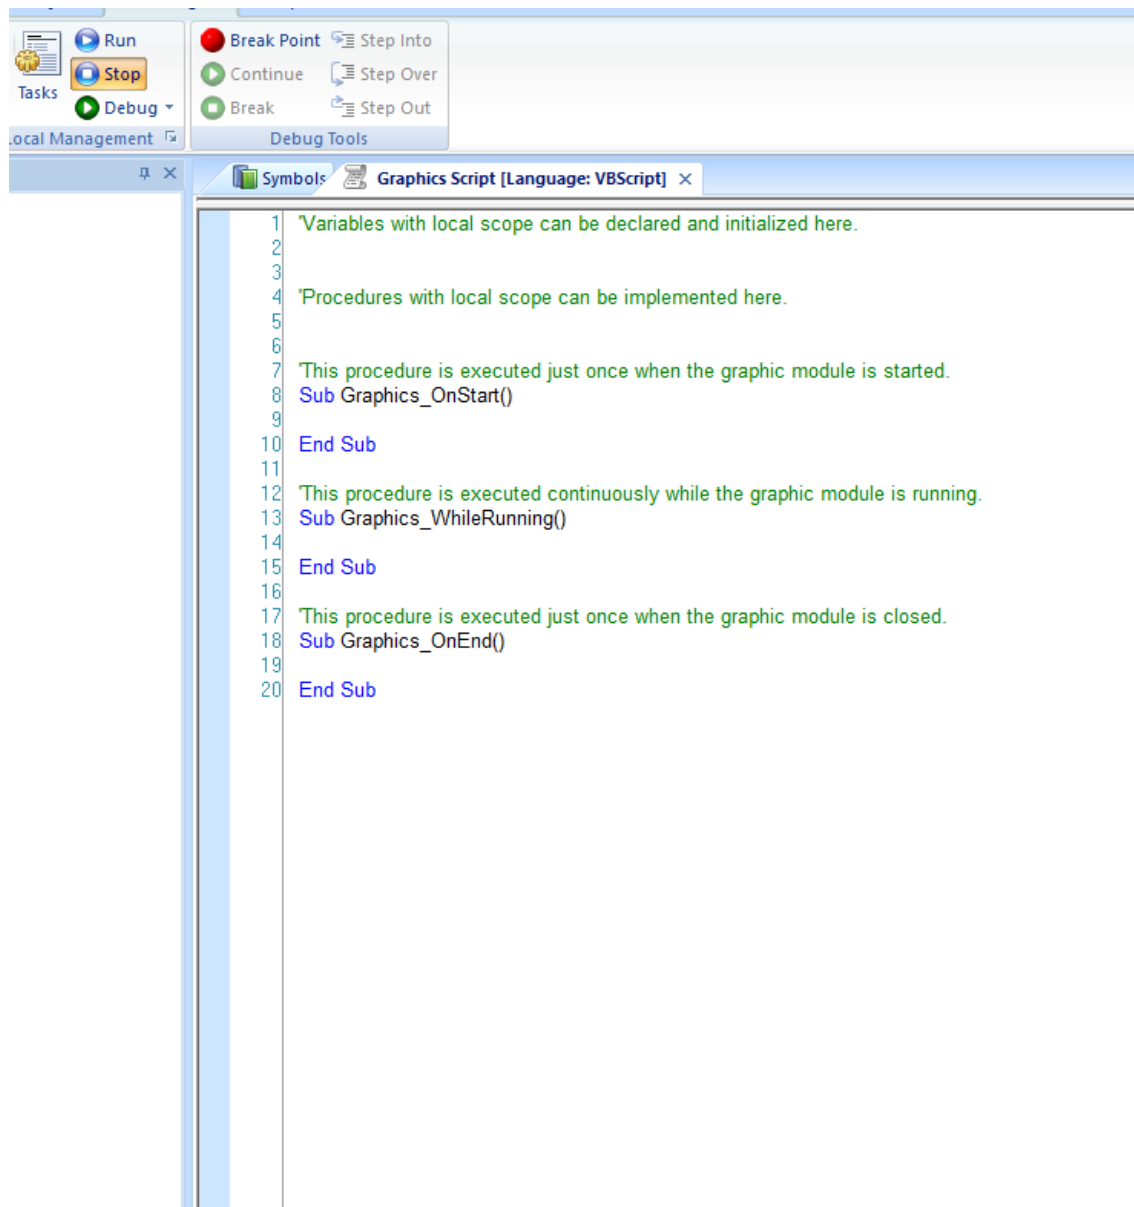 Run
Break Point
Step Into
Stop
Continue
Step Over
Tasks
Debug
Break
Step Out
ocal Management
Debug Tools
Symbols
Graphics Script [Language: VBScript]
1 'Variables with local scope can be declared and initialized here.
2
3
4 'Procedures with local scope can be implemented here.
5
6
7 'This procedure is executed just once when the graphic module is started.
8 Sub Graphics_OnStart()
9
10 End Sub
11
12 'This procedure is executed continuously while the graphic module is running.
13 Sub Graphics_WhileRunning()
14
15 End Sub
16
17 'This procedure is executed just once when the graphic module is closed.
18 Sub Graphics_OnEnd()
19
20 End Sub